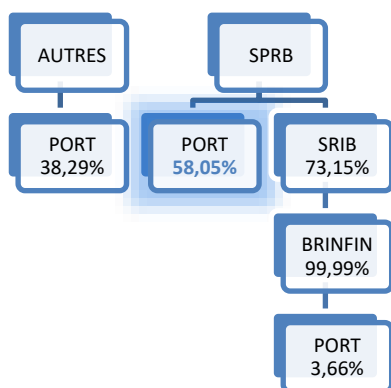 AUTRES
SPRB
PORT
38,29%
PORT
58,05%
SRIB
73,15%
BRINFIN
99,99%
PORT
3,66%